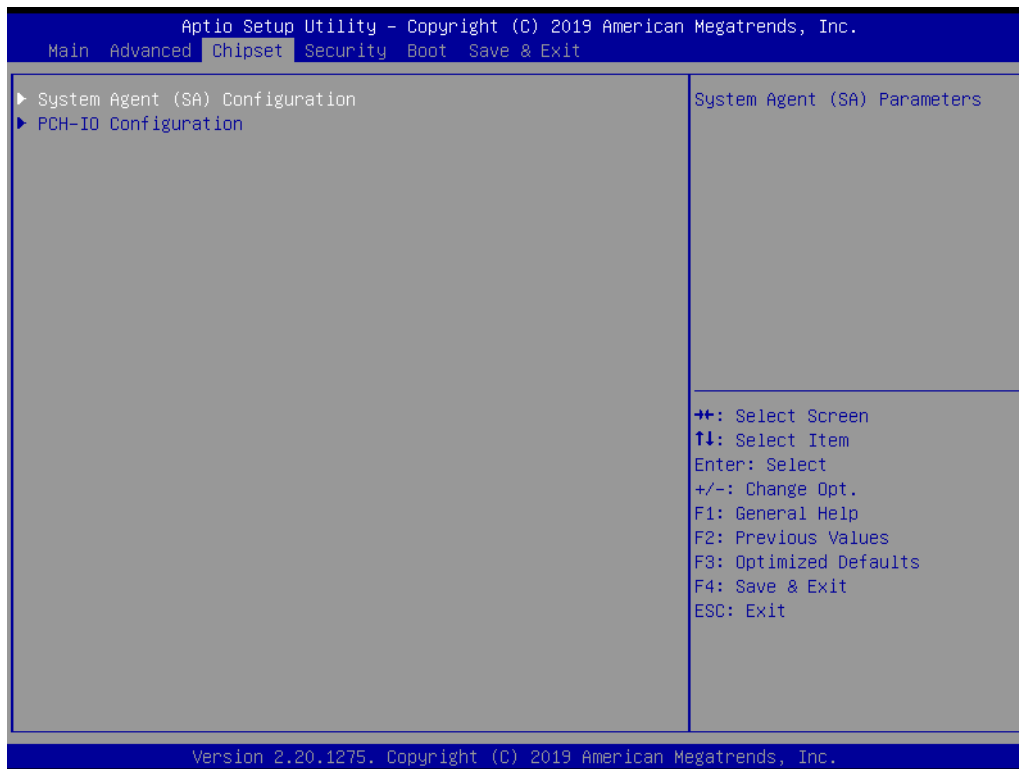 Aptio Setup Utility – Copyright (C) 2019 American Megatrends, Inc.
Main Advanced Chipset Security Boot Save & Exit
▶ System Agent (SA) Configuration
▶ PCH-IO Configuration
System Agent (SA) Parameters
→←: Select Screen
↑↓: Select Item
Enter: Select
+/-: Change Opt.
F1: General Help
F2: Previous Values
F3: Optimized Defaults
F4: Save & Exit
ESC: Exit
Version 2.20.1275. Copyright (C) 2019 American Megatrends, Inc.